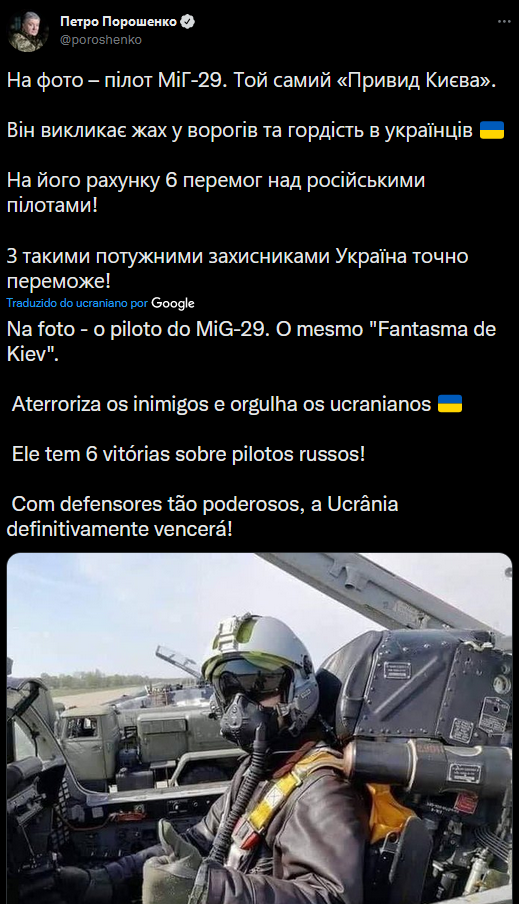 Петро Порошенко
@poroshenko
На фото – пілот МіГ-29. Той самий «Привид Києва».
Він викликає жах у ворогів та гордість в українців 🇺🇦
На його рахунку 6 перемог над російськими
пілотами!
З такими потужними захисниками Україна точно
переможе!
Traduzido do ucraniano por Google
Na foto - o piloto do MiG-29. O mesmo "Fantasma de
Kiev".
Aterroriza os inimigos e orgulha os ucranianos 🇺🇦
Ele tem 6 vitórias sobre pilotos russos!
Com defensores tão poderosos, a Ucrânia
definitivamente vencerá!